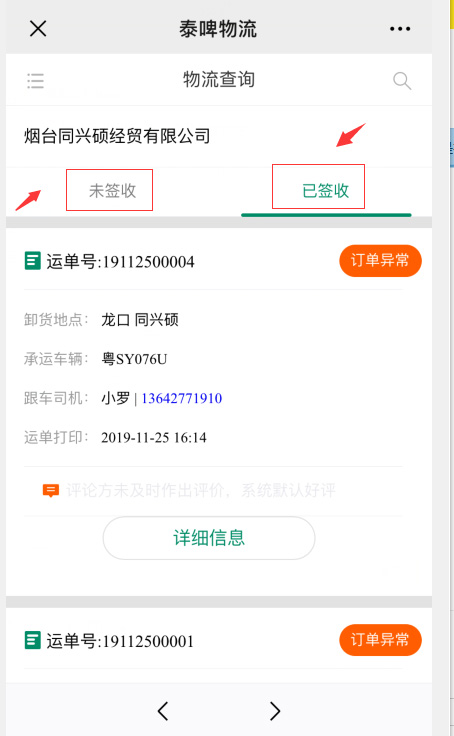 泰啤物流
物流查询
烟台同兴硕经贸有限公司
未签收 已签收
运单号:19112500004 订单异常
卸货地点: 龙口 同兴硕
承运车辆: 粤SY076U
跟车司机: 小罗 | 13642771910
运单打印: 2019-11-25 16:14
评论方未及时作出评价，系统默认好评
详细信息
运单号:19112500001 订单异常